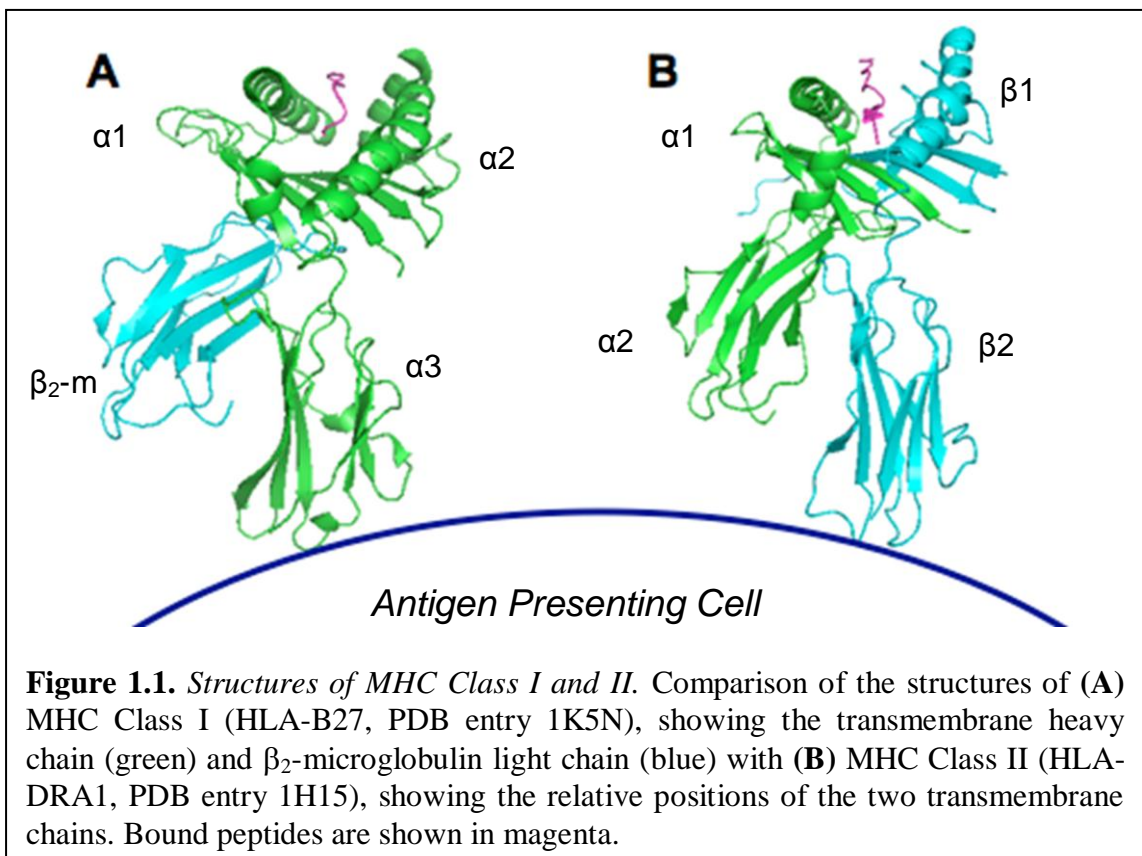 A
B
β1
α1
α1
α2
α2
β2
α3
β₂-m
Antigen Presenting Cell
Figure 1.1. Structures of MHC Class I and II. Comparison of the structures of (A)
MHC Class I (HLA-B27, PDB entry 1K5N), showing the transmembrane heavy
chain (green) and β₂-microglobulin light chain (blue) with (B) MHC Class II (HLA-
DRA1, PDB entry 1H15), showing the relative positions of the two transmembrane
chains. Bound peptides are shown in magenta.